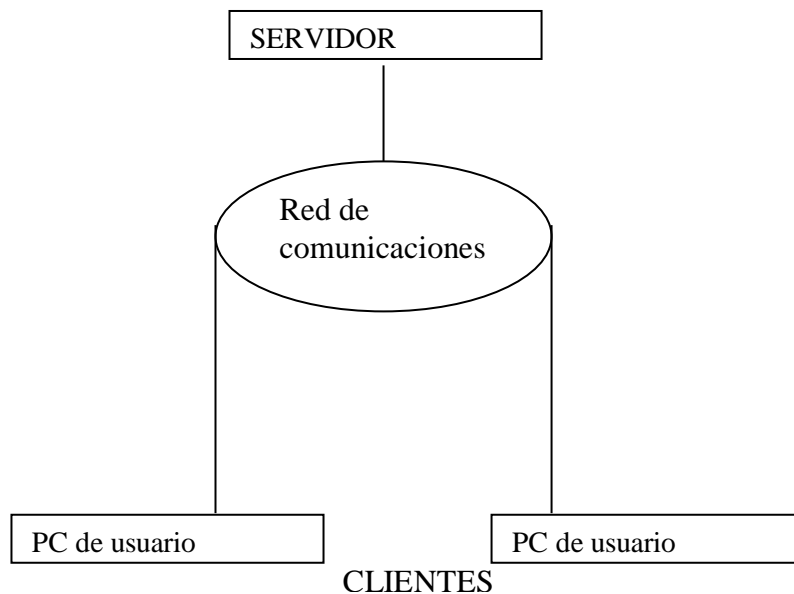 SERVIDOR
Red de
comunicaciones
PC de usuario
PC de usuario
CLIENTES